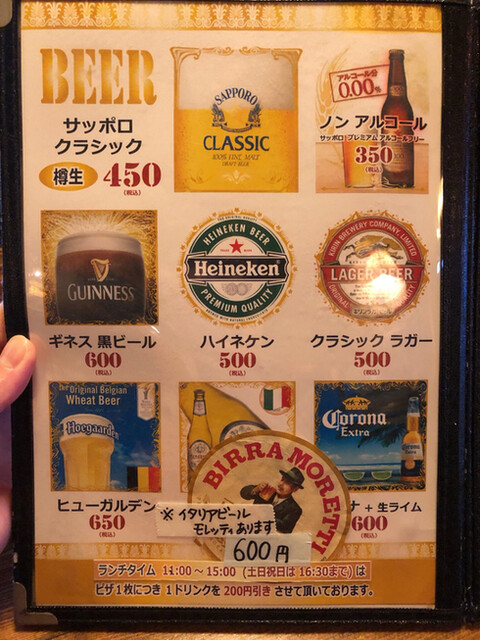 BEER
サッポロ
クラシック
樽生 450
(税込)
SAPPORO
CLASSIC
100% FINE MALT
DRAFT BEER
アルコール分
0.00%
ノン アルコール
サッポロ プレミアム アルコールフリー
350
(税込)
GUINNESS
ギネス 黒ビール
600
(税込)
HEINEKEN BEER
Heineken
PREMIUM QUALITY
ハイネケン
500
(税込)
KIRIN BREWERY COMPANY, LIMITED
LAGER BEER
クラシック ラガー
500
(税込)
Original Belgian
Wheat Beer
Hoegaarden
ヒューガルデン
650
(税込)
BIRRA MORETTI
※ イタリアビール
モレッティあります
600円
Corona
Extra
ナ + 生ライム
600
(税込)
ランチタイム 11:00～15:00 (土日祝日は 16:30まで) は
ピザ1枚につき 1ドリンクを 200円引き させて頂いております。